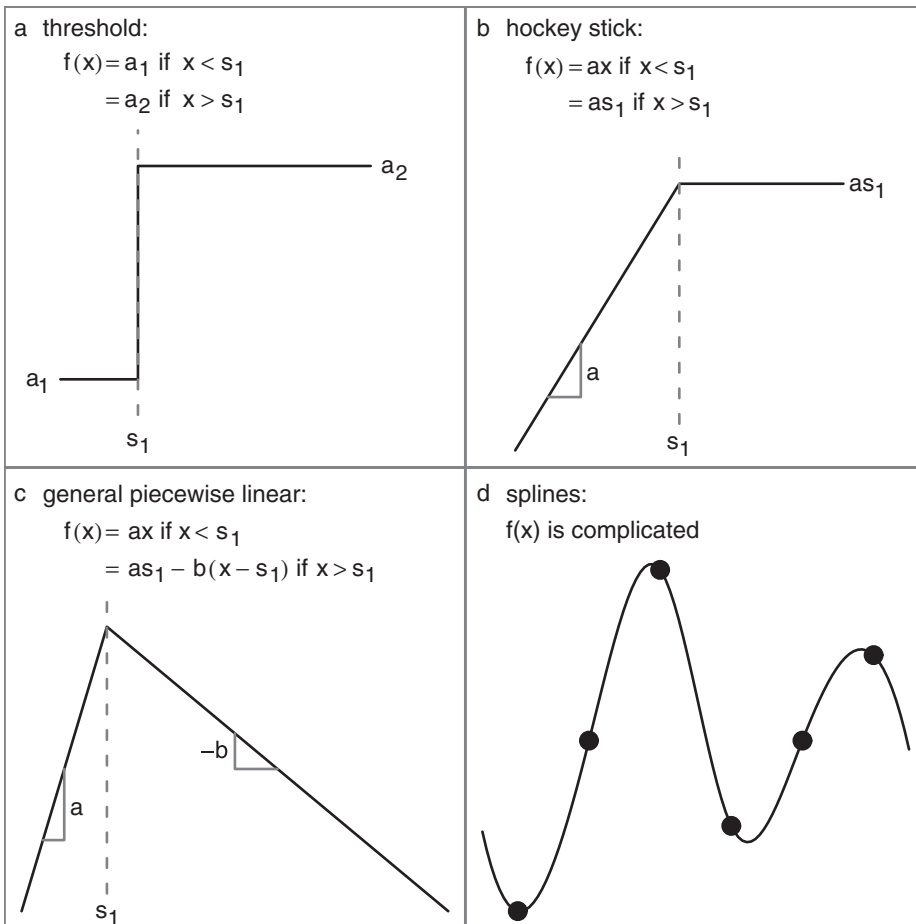 a threshold:
f(x) = a₁ if x < s₁
= a₂ if x > s₁
a₂
a₁
s₁
b hockey stick:
f(x) = ax if x < s₁
= as₁ if x > s₁
as₁
a
s₁
c general piecewise linear:
f(x) = ax if x < s₁
= as₁ − b(x − s₁) if x > s₁
−b
a
s₁
d splines:
f(x) is complicated